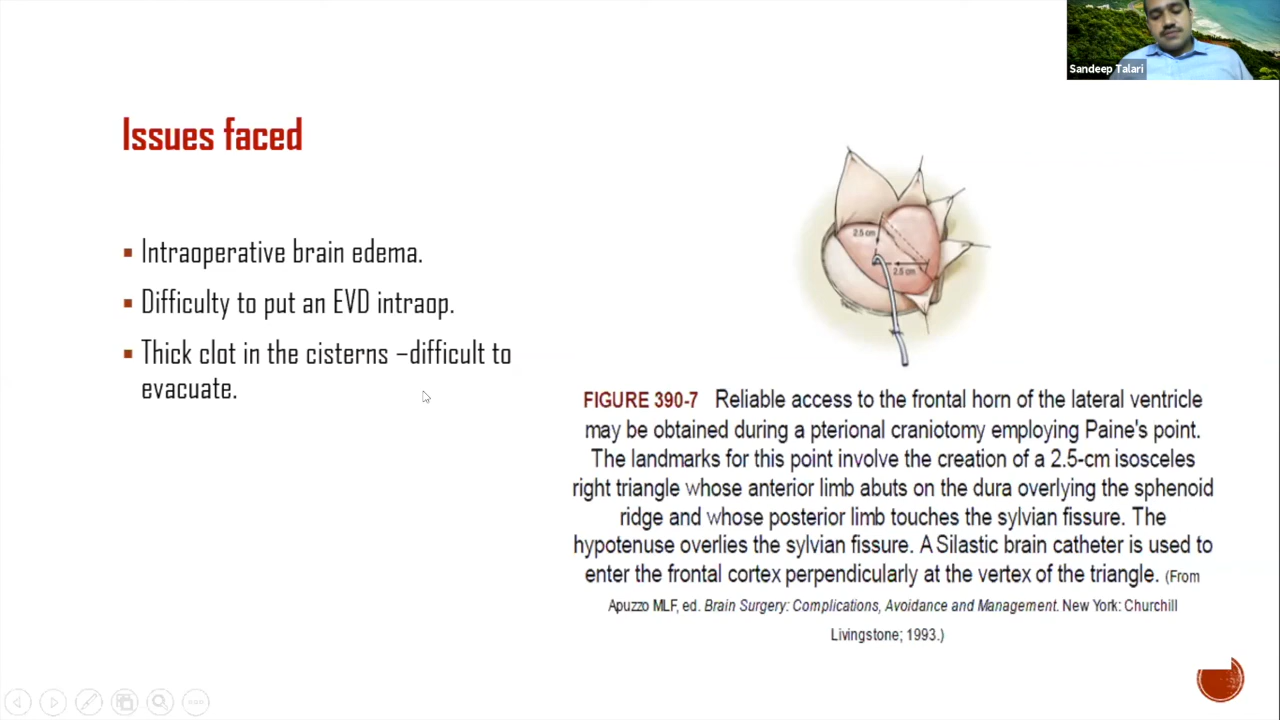 Sandeep Talari
Issues faced
Intraoperative brain edema.
Difficulty to put an EVD intraop.
Thick clot in the cisterns –difficult to
evacuate.
2.5 cm
2.5 cm
FIGURE 390-7 Reliable access to the frontal horn of the lateral ventricle
may be obtained during a pterional craniotomy employing Paine's point.
The landmarks for this point involve the creation of a 2.5-cm isosceles
right triangle whose anterior limb abuts on the dura overlying the sphenoid
ridge and whose posterior limb touches the sylvian fissure. The
hypotenuse overlies the sylvian fissure. A Silastic brain catheter is used to
enter the frontal cortex perpendicularly at the vertex of the triangle. (From
Apuzzo MLF, ed. Brain Surgery: Complications, Avoidance and Management. New York: Churchill
Livingstone; 1993.)